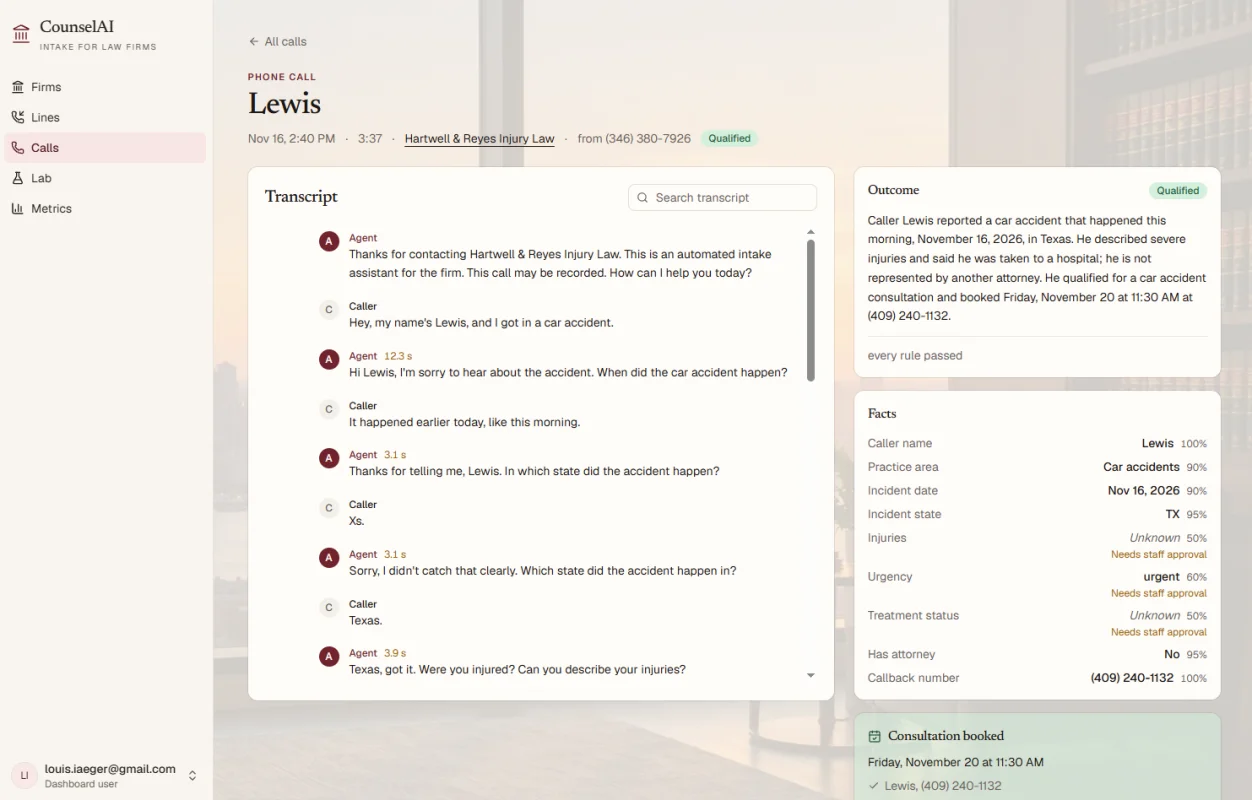 CounselAI
INTAKE FOR LAW FIRMS
Firms
Lines
Calls
Lab
Metrics
LI
louis.iaeger@gmail.com
Dashboard user
← All calls
PHONE CALL
Lewis
Nov 16, 2:40 PM · 3:37 · Hartwell & Reyes Injury Law · from (346) 380-7926 Qualified
Transcript
Search transcript
A Agent
Thanks for contacting Hartwell & Reyes Injury Law. This is an automated intake
assistant for the firm. This call may be recorded. How can I help you today?
C Caller
Hey, my name's Lewis, and I got in a car accident.
A Agent 12.3 s
Hi Lewis, I'm sorry to hear about the accident. When did the car accident happen?
C Caller
It happened earlier today, like this morning.
A Agent 3.1 s
Thanks for telling me, Lewis. In which state did the accident happen?
C Caller
Xs.
A Agent 3.1 s
Sorry, I didn't catch that clearly. Which state did the accident happen in?
C Caller
Texas.
A Agent 3.9 s
Texas, got it. Were you injured? Can you describe your injuries?
Outcome Qualified
Caller Lewis reported a car accident that happened this
morning, November 16, 2026, in Texas. He described severe
injuries and said he was taken to a hospital; he is not
represented by another attorney. He qualified for a car accident
consultation and booked Friday, November 20 at 11:30 AM at
(409) 240-1132.
every rule passed
Facts
Caller name Lewis 100%
Practice area Car accidents 90%
Incident date Nov 16, 2026 90%
Incident state TX 95%
Injuries Unknown 50%
Needs staff approval
Urgency urgent 60%
Needs staff approval
Treatment status Unknown 50%
Needs staff approval
Has attorney No 95%
Callback number (409) 240-1132 100%
Consultation booked
Friday, November 20 at 11:30 AM
✓ Lewis, (409) 240-1132